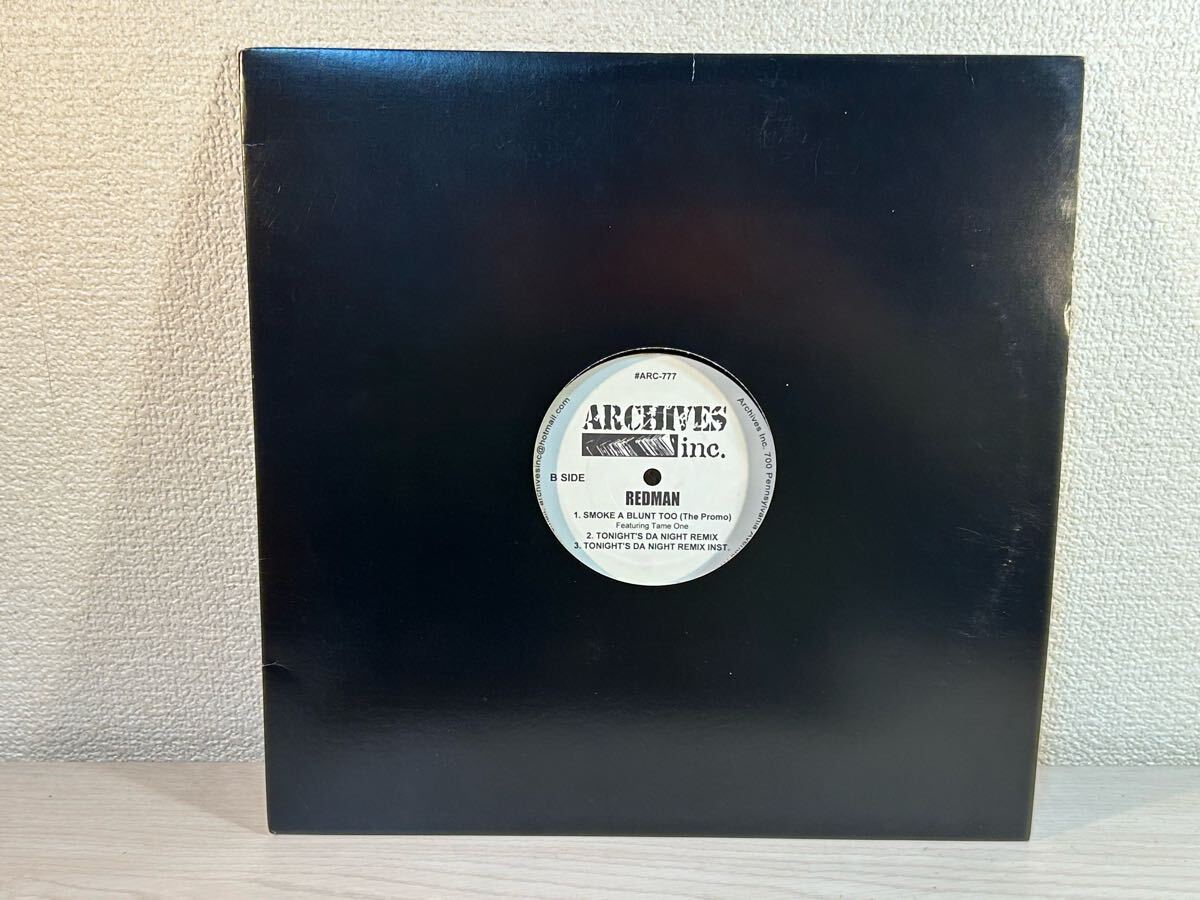 #ARC-777
ARCHIVES
inc.
archivesinc@hotmail.com
Archives Inc. 700 Pennsylvania
B SIDE
REDMAN
1. SMOKE A BLUNT TOO (The Promo)
Featuring Tame One
2. TONIGHT'S DA NIGHT REMIX
3. TONIGHT'S DA NIGHT REMIX INST.